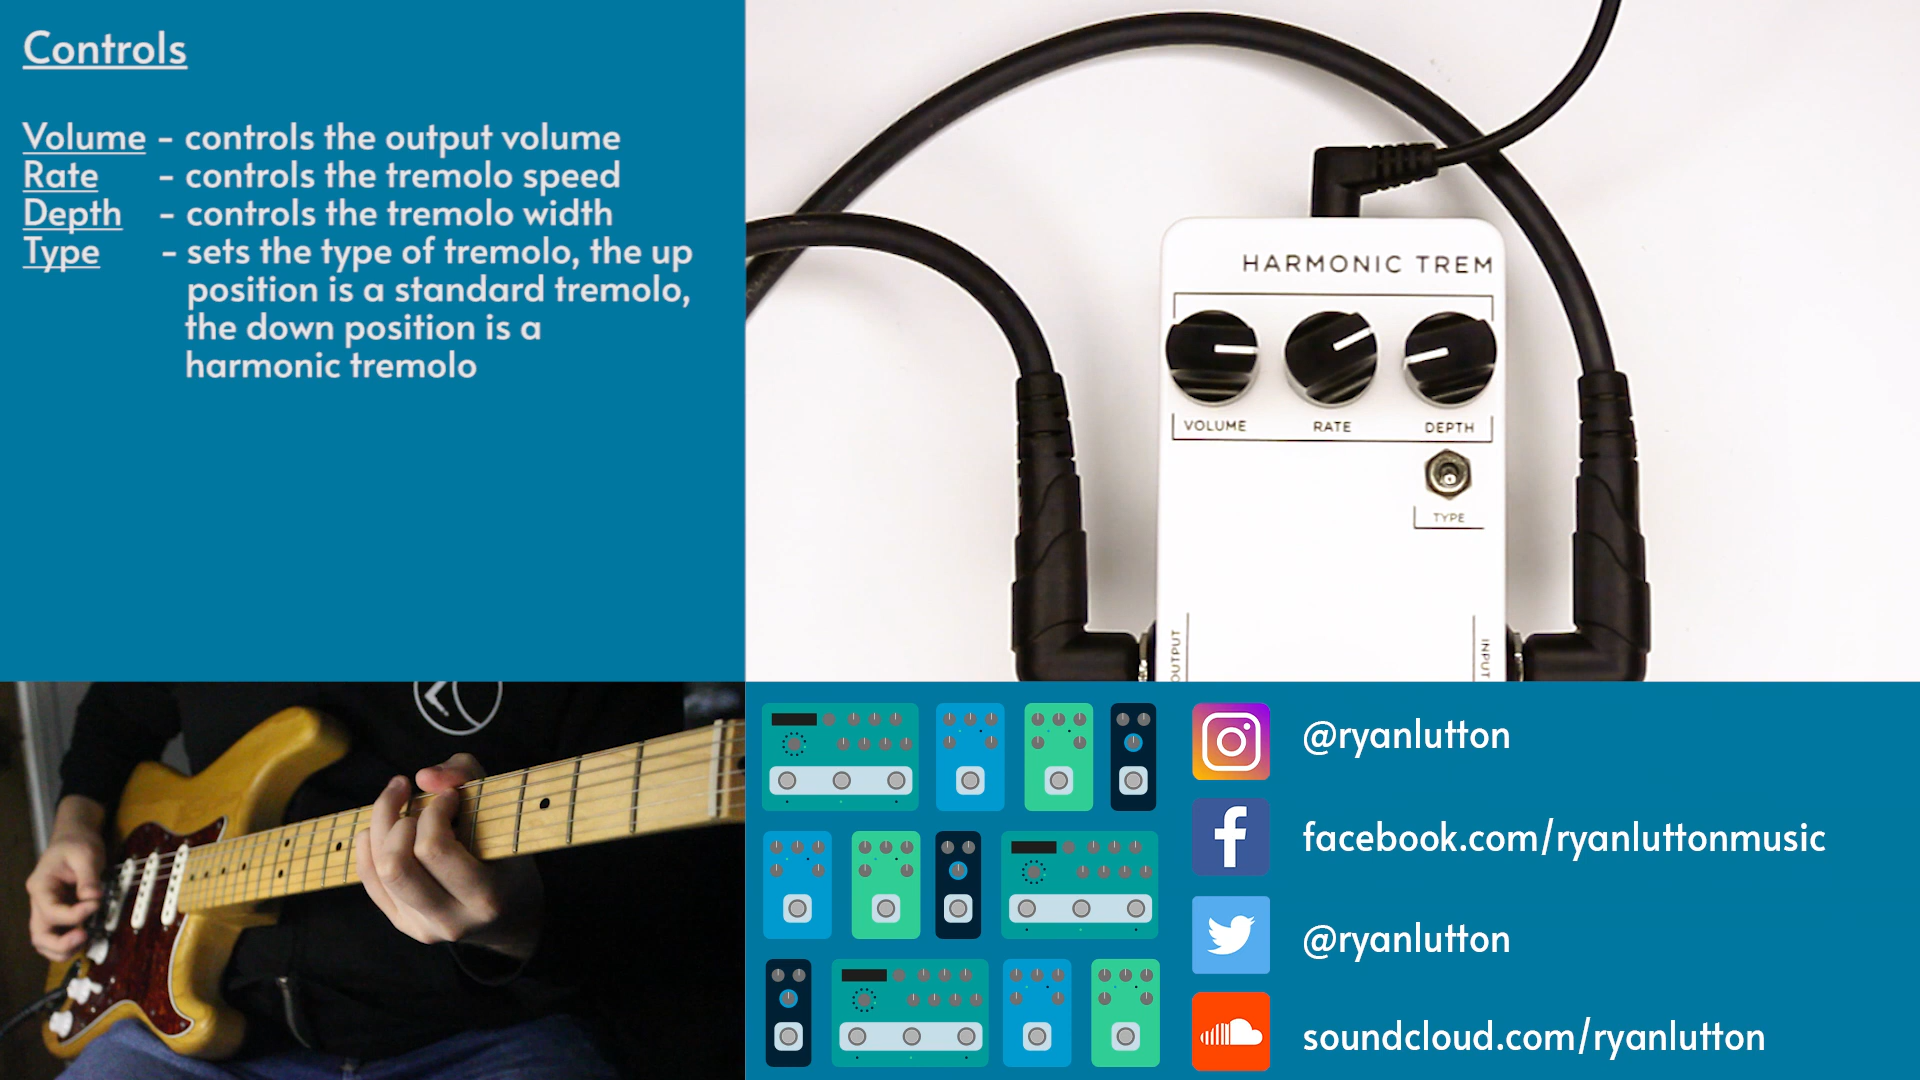 Controls
Volume - controls the output volume
Rate - controls the tremolo speed
Depth - controls the tremolo width
Type - sets the type of tremolo, the up
position is a standard tremolo,
the down position is a
harmonic tremolo
HARMONIC TREM
VOLUME RATE DEPTH
TYPE
OUTPUT
INPUT
@ryanlutton
facebook.com/ryanluttonmusic
@ryanlutton
soundcloud.com/ryanlutton